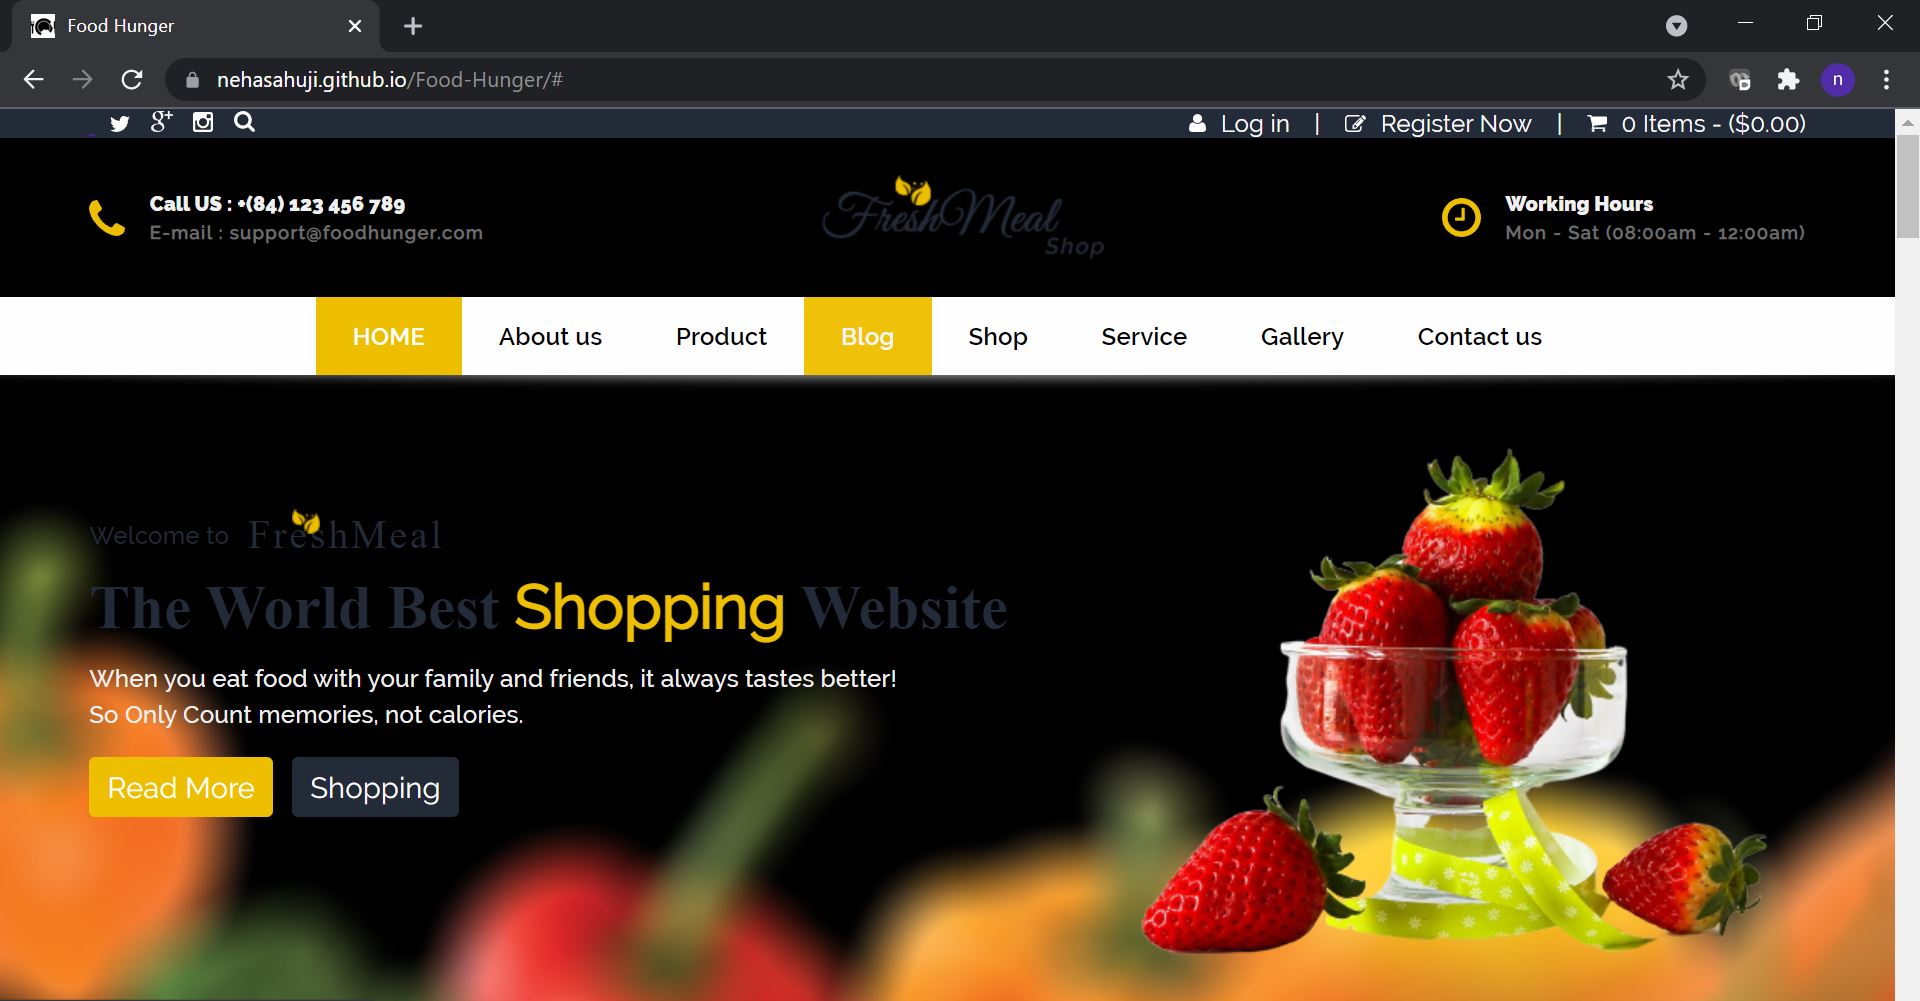 Food Hunger
nehasahuji.github.io/Food-Hunger/#
n
Log in | Register Now | 0 Items - ($0.00)
Call US : +(84) 123 456 789
E-mail : support@foodhunger.com
FreshMeal
Shop
Working Hours
Mon - Sat (08:00am - 12:00am)
HOME About us Product Blog Shop Service Gallery Contact us
Welcome to FreshMeal
The World Best Shopping Website
When you eat food with your family and friends, it always tastes better!
So Only Count memories, not calories.
Read More Shopping